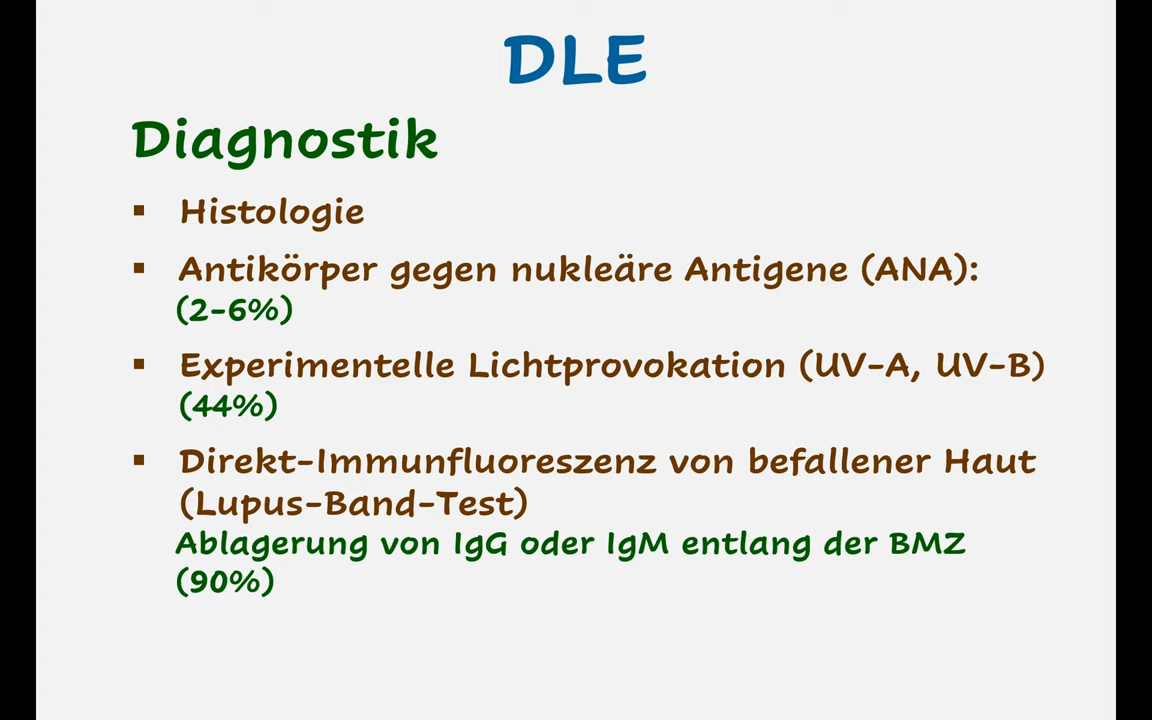 DLE
Diagnostik
▪ Histologie
▪ Antikörper gegen nukleäre Antigene (ANA):
(2-6%)
▪ Experimentelle Lichtprovokation (UV-A, UV-B)
(44%)
▪ Direkt-Immunfluoreszenz von befallener Haut
(Lupus-Band-Test)
Ablagerung von IgG oder IgM entlang der BMZ
(90%)